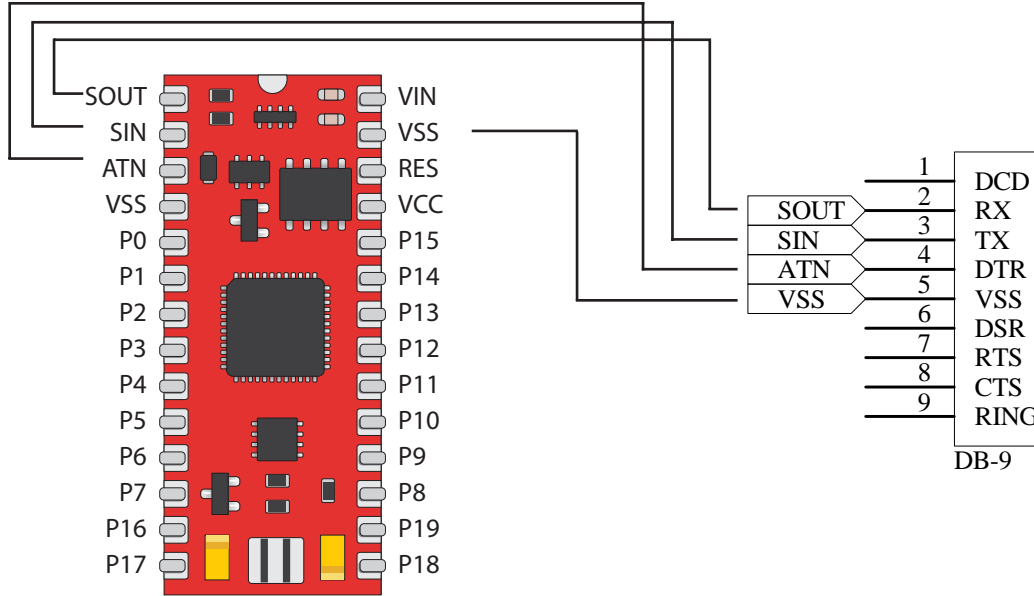 SOUT
SIN
ATN
VSS
P0
P1
P2
P3
P4
P5
P6
P7
P16
P17
VIN
VSS
RES
VCC
P15
P14
P13
P12
P11
P10
P9
P8
P19
P18
SOUT
SIN
ATN
VSS
1 DCD
2 RX
3 TX
4 DTR
5 VSS
6 DSR
7 RTS
8 CTS
9 RING
DB-9